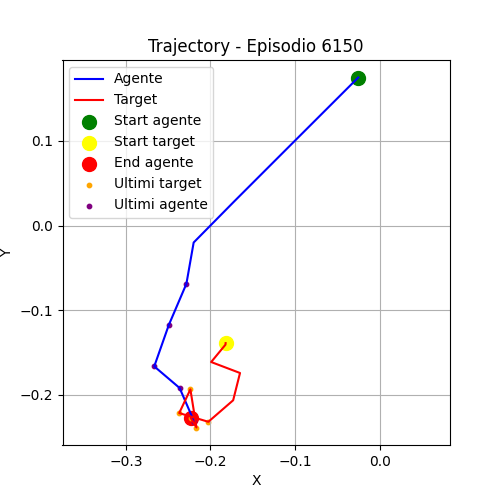 Trajectory - Episodio 6150
Agente
Target
Start agente
Start target
End agente
Ultimi target
Ultimi agente
0.1
0.0
−0.1
−0.2
Y
−0.3
−0.2
−0.1
0.0
X